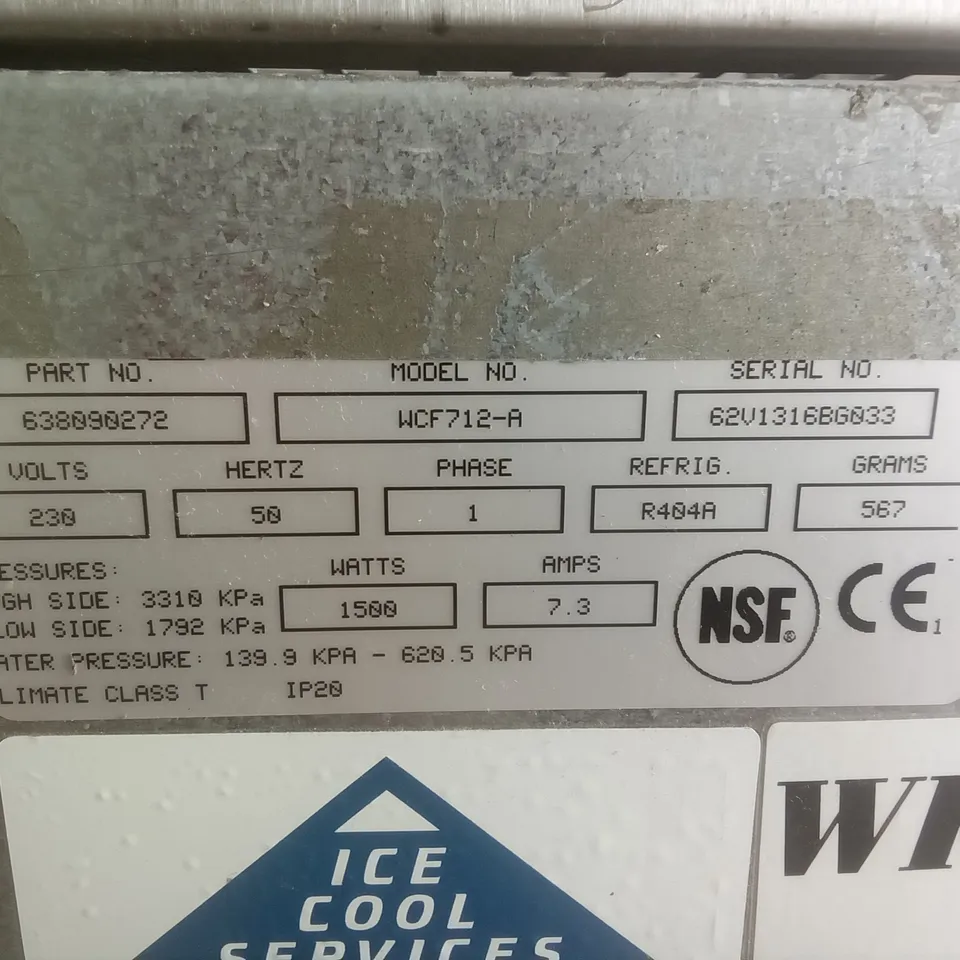 PART NO. MODEL NO. SERIAL NO.
638090272 WCF712-A 62V1316BG033
VOLTS HERTZ PHASE REFRIG. GRAMS
230 50 1 R404A 567
ESSURES: WATTS AMPS
GH SIDE: 3310 KPa 1500 7.3 NSF® CE
LOW SIDE: 1792 KPa 1
ATER PRESSURE: 139.9 KPA - 620.5 KPA
LIMATE CLASS T IP20
ICE
COOL
SERVICES